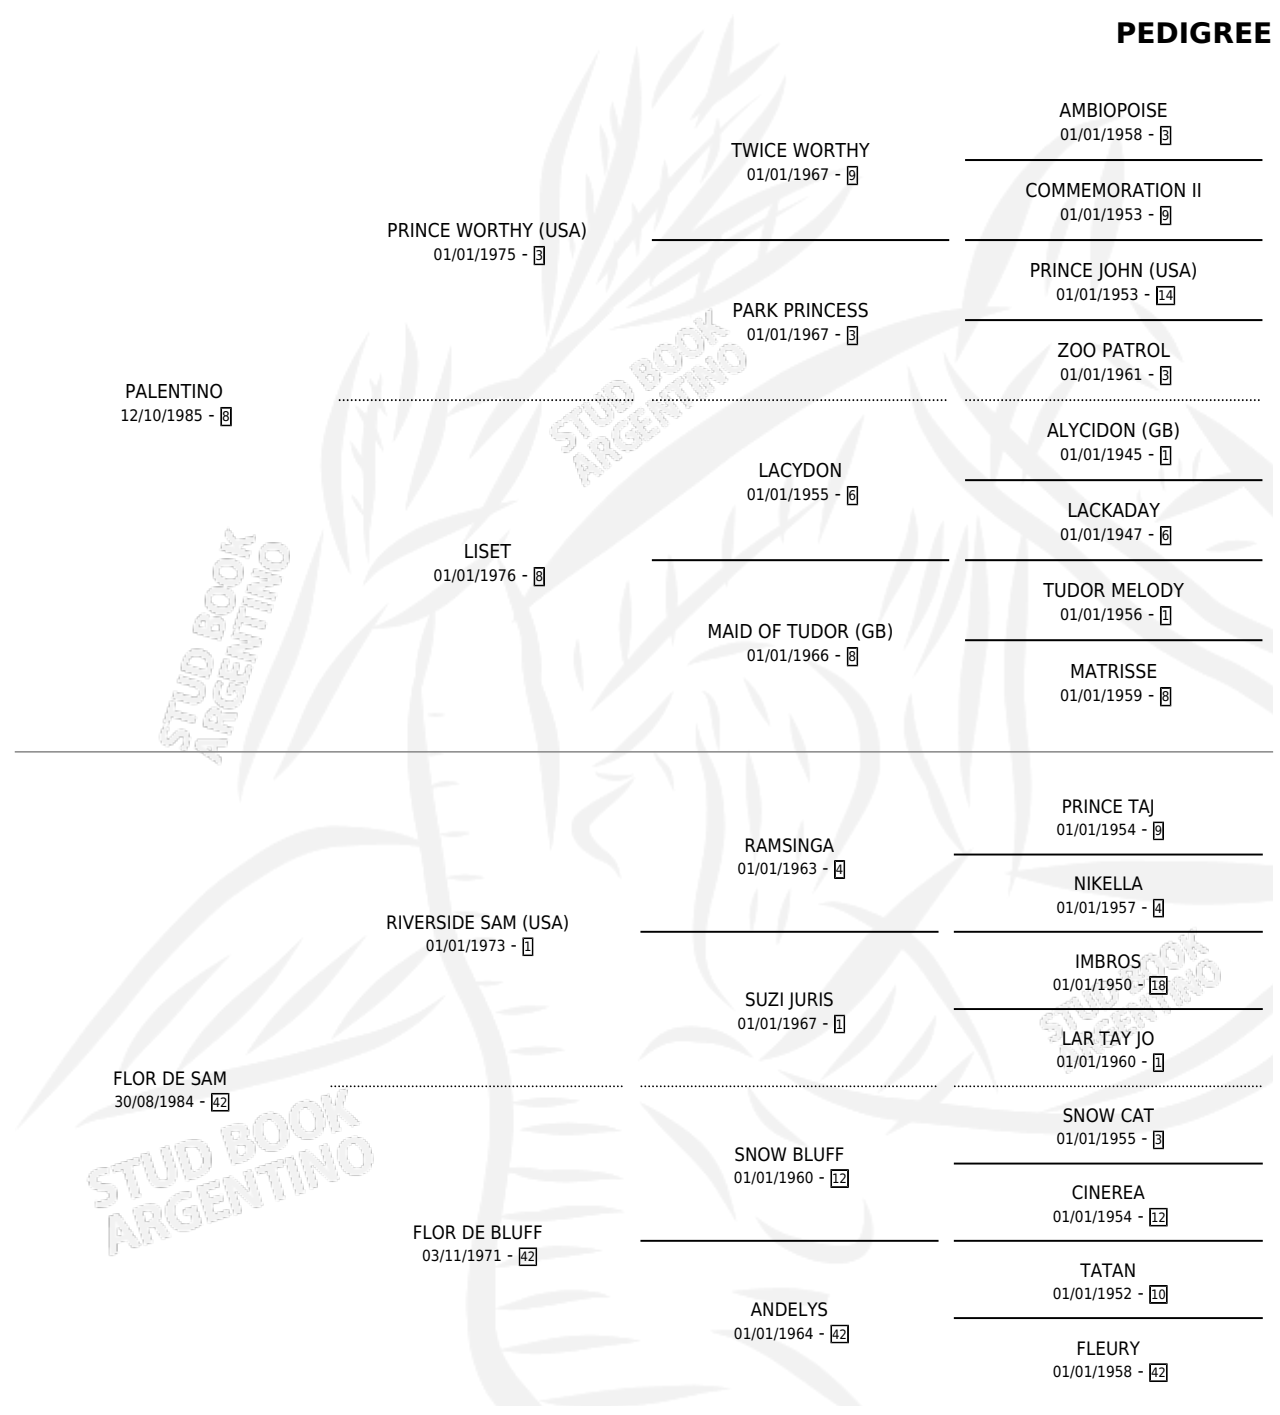 PEDIGREE
AMBIOPOISE
01/01/1958 - 3
TWICE WORTHY
01/01/1967 - 9
COMMEMORATION II
01/01/1953 - 9
PRINCE WORTHY (USA)
01/01/1975 - 3
PRINCE JOHN (USA)
01/01/1953 - 14
PARK PRINCESS
01/01/1967 - 3
ZOO PATROL
01/01/1961 - 3
PALENTINO
12/10/1985 - 8
ALYCIDON (GB)
01/01/1945 - 1
LACYDON
01/01/1955 - 6
LACKADAY
01/01/1947 - 6
LISET
01/01/1976 - 8
TUDOR MELODY
01/01/1956 - 1
MAID OF TUDOR (GB)
01/01/1966 - 8
MATRISSE
01/01/1959 - 8
PRINCE TAJ
01/01/1954 - 9
RAMSINGA
01/01/1963 - 4
NIKELLA
01/01/1957 - 4
RIVERSIDE SAM (USA)
01/01/1973 - 1
IMBROS
01/01/1950 - 18
SUZI JURIS
01/01/1967 - 1
LAR TAY JO
01/01/1960 - 1
FLOR DE SAM
30/08/1984 - 42
SNOW CAT
01/01/1955 - 3
SNOW BLUFF
01/01/1960 - 12
CINEREA
01/01/1954 - 12
FLOR DE BLUFF
03/11/1971 - 42
TATAN
01/01/1952 - 10
ANDELYS
01/01/1964 - 42
FLEURY
01/01/1958 - 42
STUD BOOK
ARGENTINO
STUD BOOK
ARGENTINO
STUD BOOK
ARGENTINO
STUD BOOK
ARGENTINO